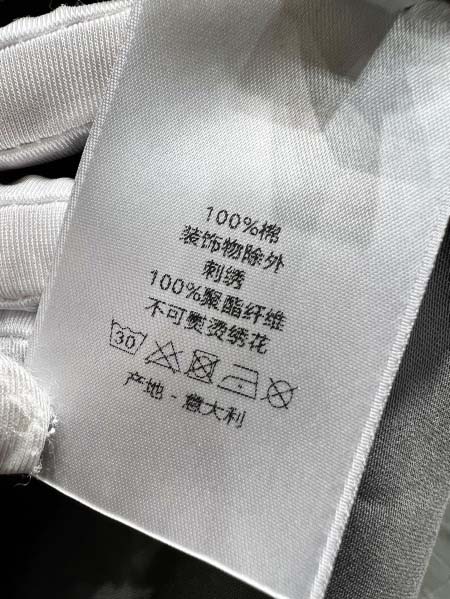 100%棉
装饰物除外
刺绣
100%聚酯纤维
不可熨烫绣花
30
产地 - 意大利